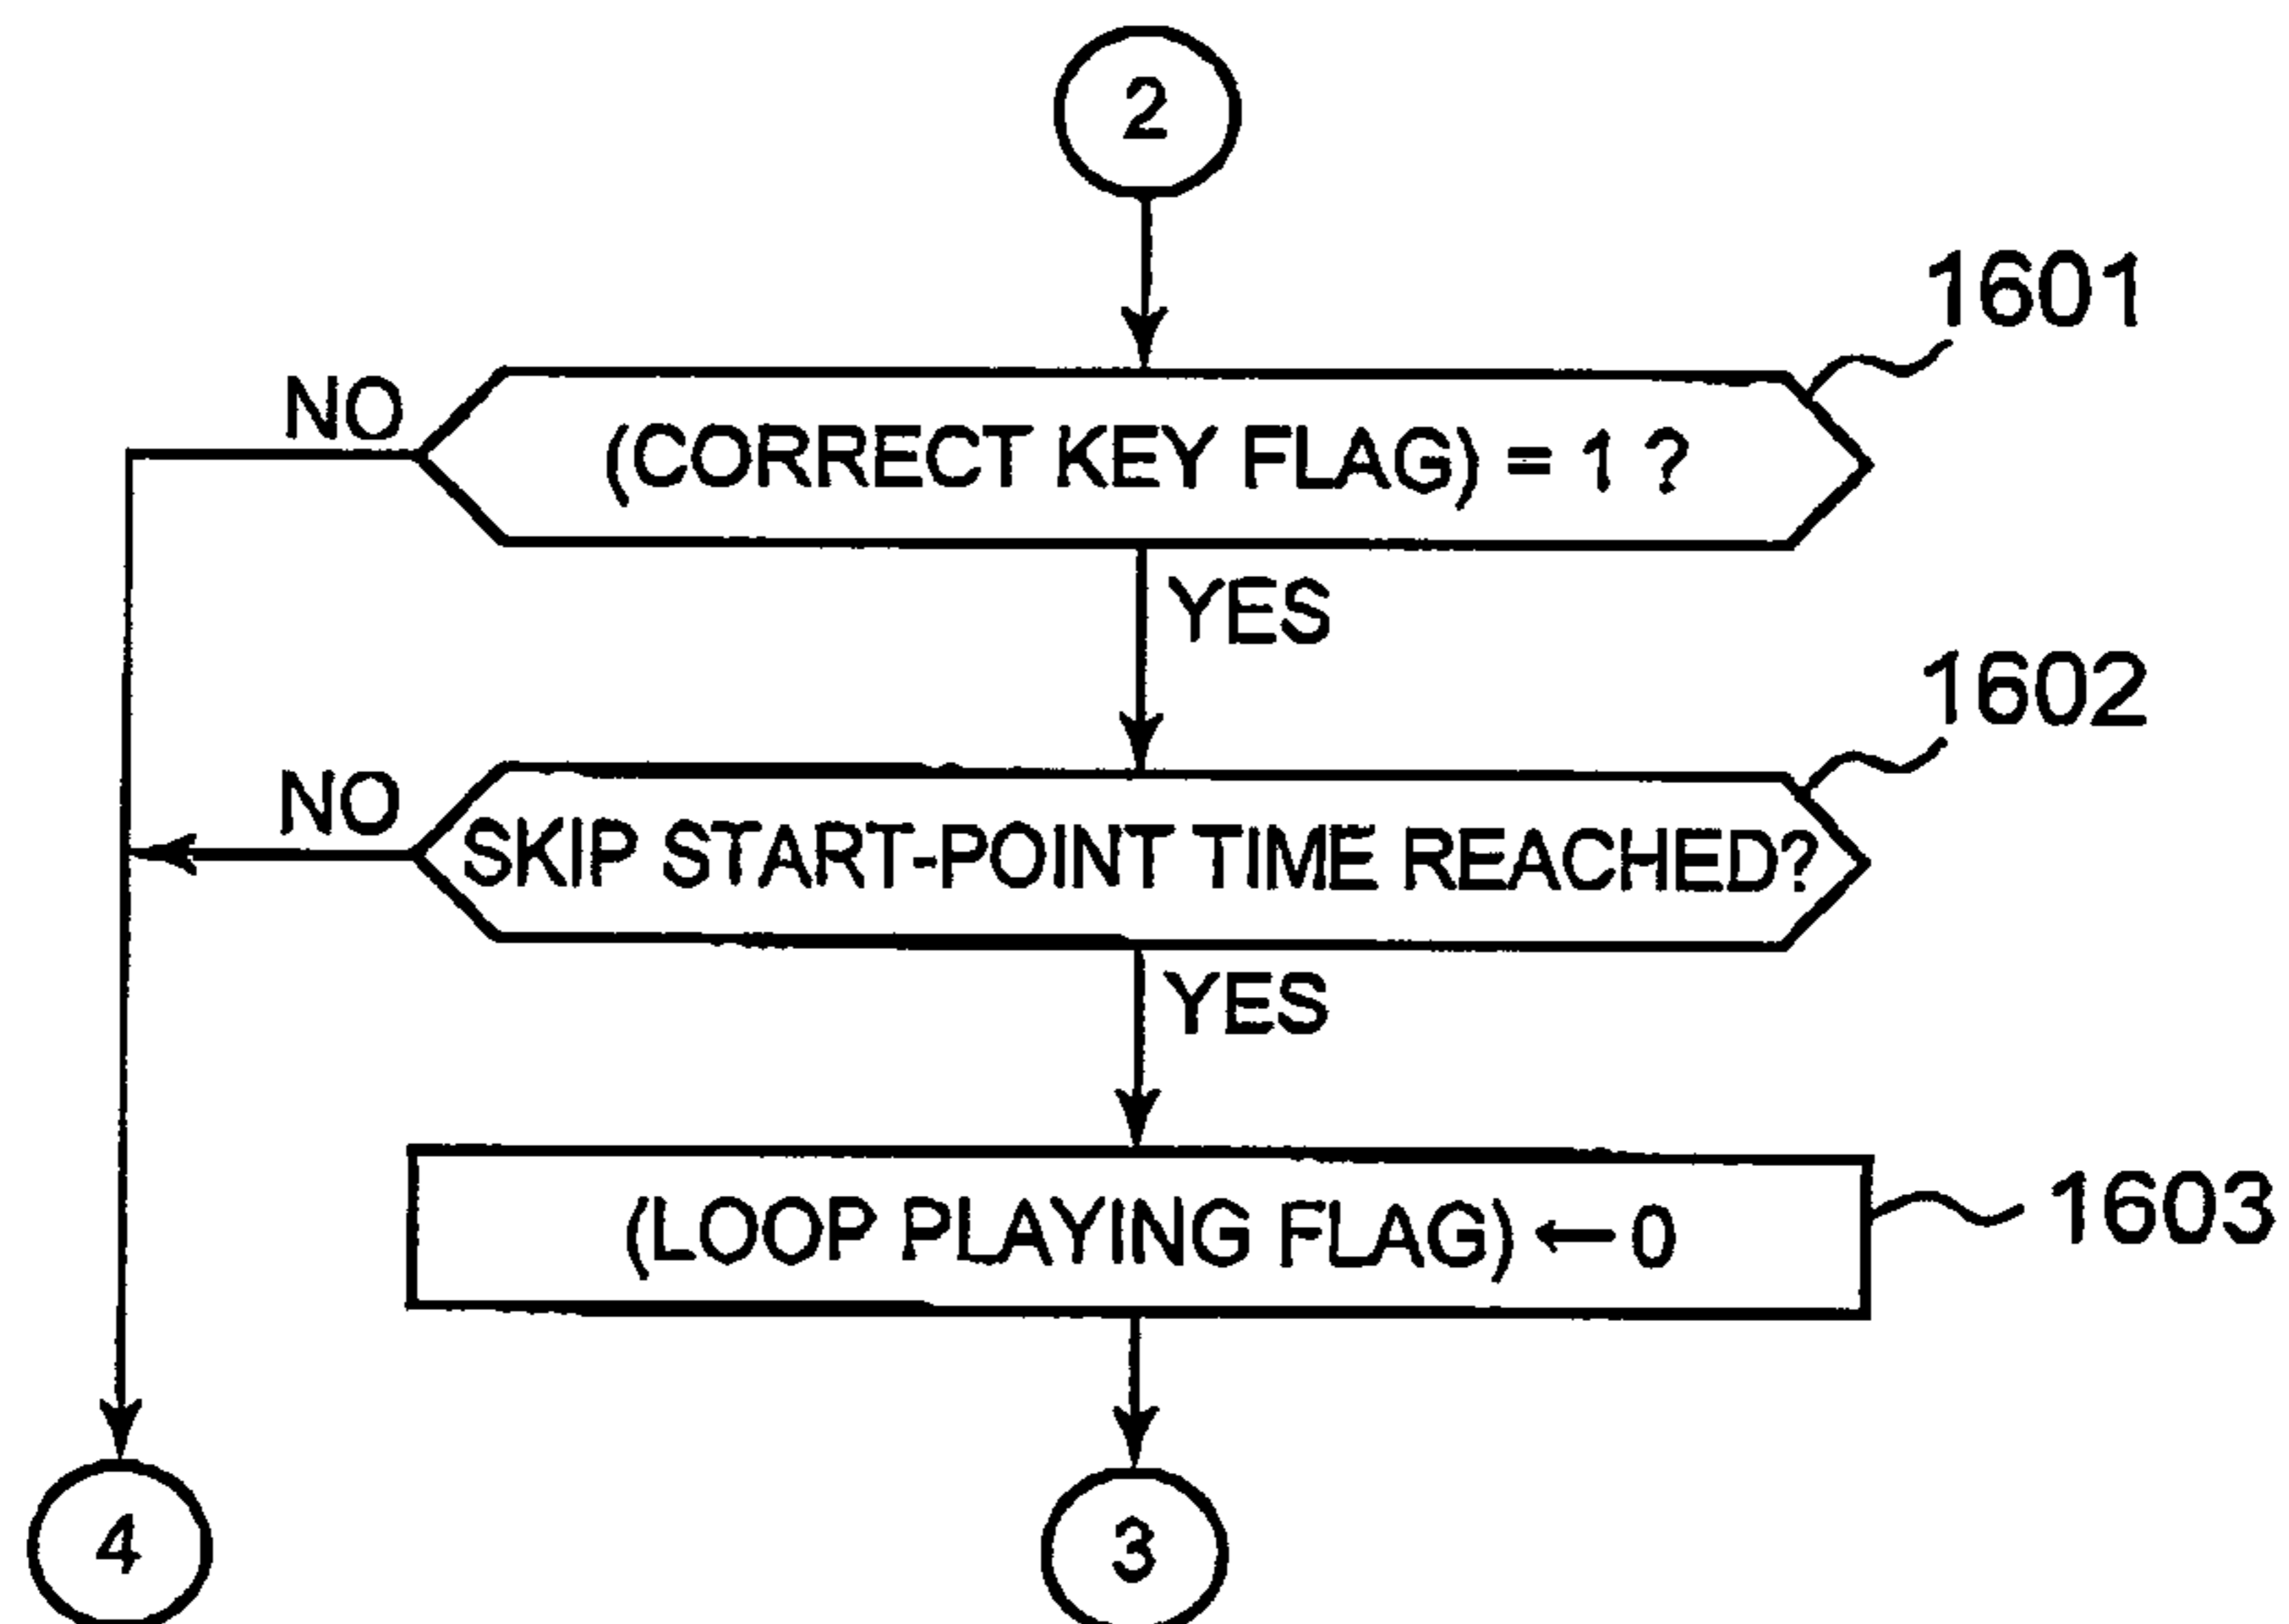 2
1601
NO
(CORRECT KEY FLAG) = 1 ?
YES
1602
NO
SKIP START-POINT TIME REACHED?
YES
(LOOP PLAYING FLAG) ← 0
1603
4
3